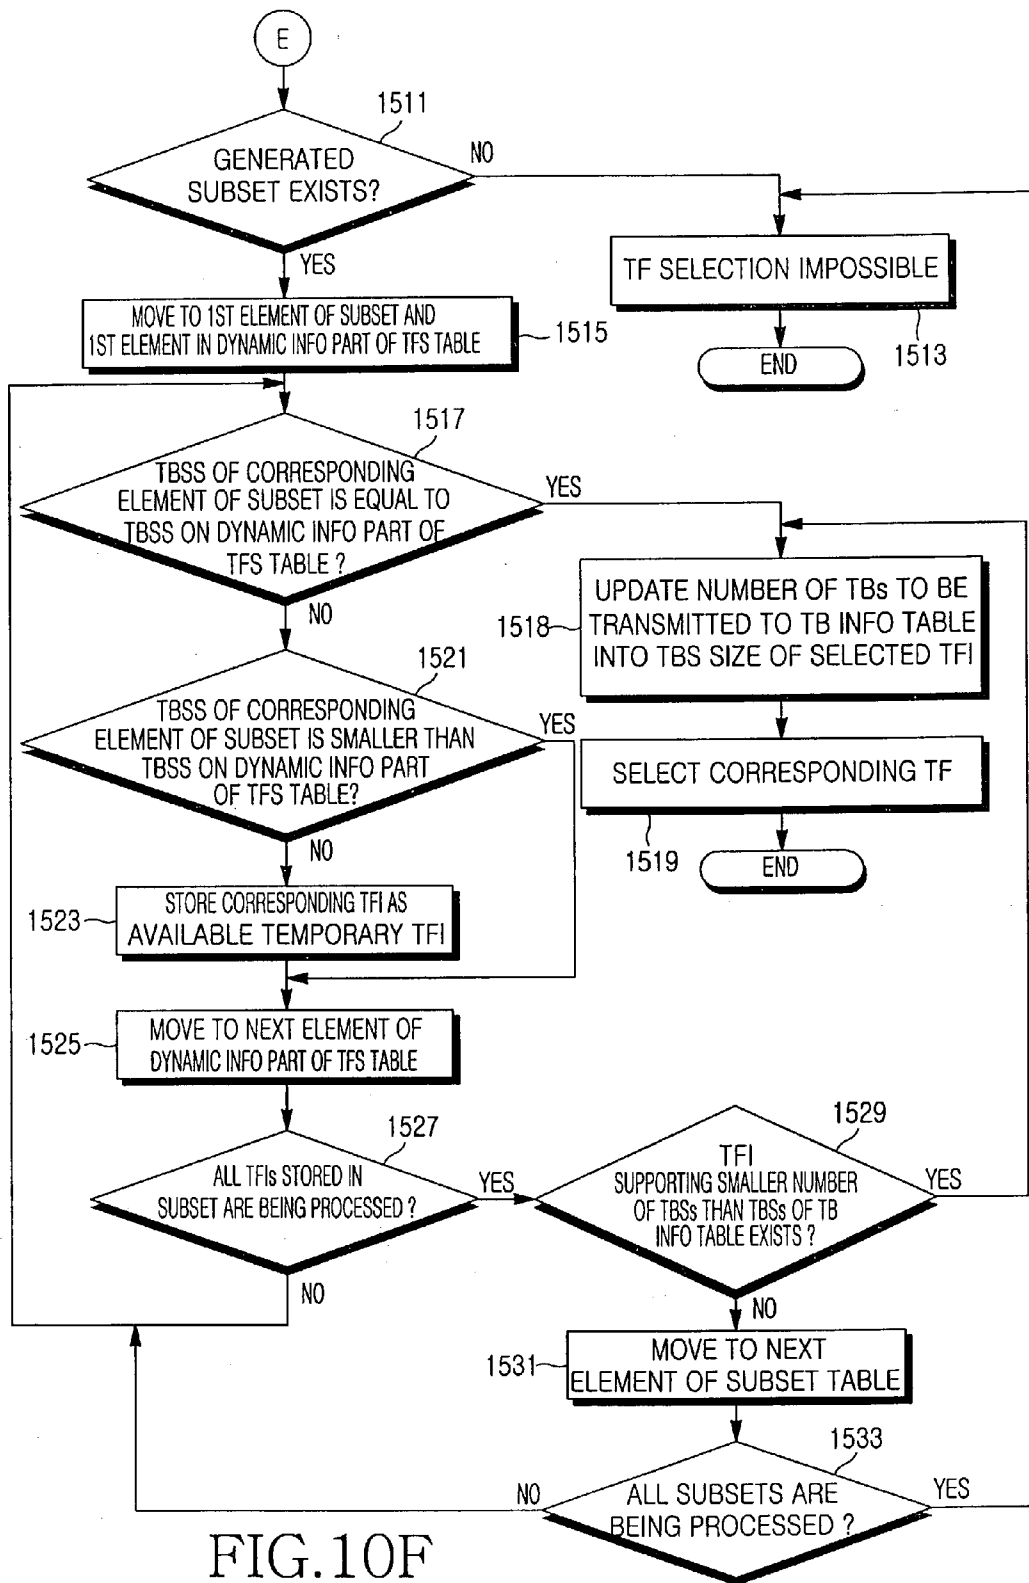 E
1511
GENERATED
SUBSET EXISTS?
NO
YES
TF SELECTION IMPOSSIBLE
1513
END
MOVE TO 1ST ELEMENT OF SUBSET AND
1ST ELEMENT IN DYNAMIC INFO PART OF TFS TABLE
1515
1517
TBSS OF CORRESPONDING
ELEMENT OF SUBSET IS EQUAL TO
TBSS ON DYNAMIC INFO PART OF
TFS TABLE ?
YES
NO
1518
UPDATE NUMBER OF TBs TO BE
TRANSMITTED TO TB INFO TABLE
INTO TBS SIZE OF SELECTED TFI
1521
TBSS OF CORRESPONDING
ELEMENT OF SUBSET IS SMALLER THAN
TBSS ON DYNAMIC INFO PART
OF TFS TABLE?
YES
NO
SELECT CORRESPONDING TF
1519
END
1523
STORE CORRESPONDING TFI AS
AVAILABLE TEMPORARY TFI
1525
MOVE TO NEXT ELEMENT OF
DYNAMIC INFO PART OF TFS TABLE
1527
ALL TFIs STORED IN
SUBSET ARE BEING PROCESSED ?
YES
NO
1529
TFI
SUPPORTING SMALLER NUMBER
OF TBSs THAN TBSs OF TB
INFO TABLE EXISTS ?
YES
NO
1531
MOVE TO NEXT
ELEMENT OF SUBSET TABLE
1533
ALL SUBSETS ARE
BEING PROCESSED ?
NO
YES
FIG.10F